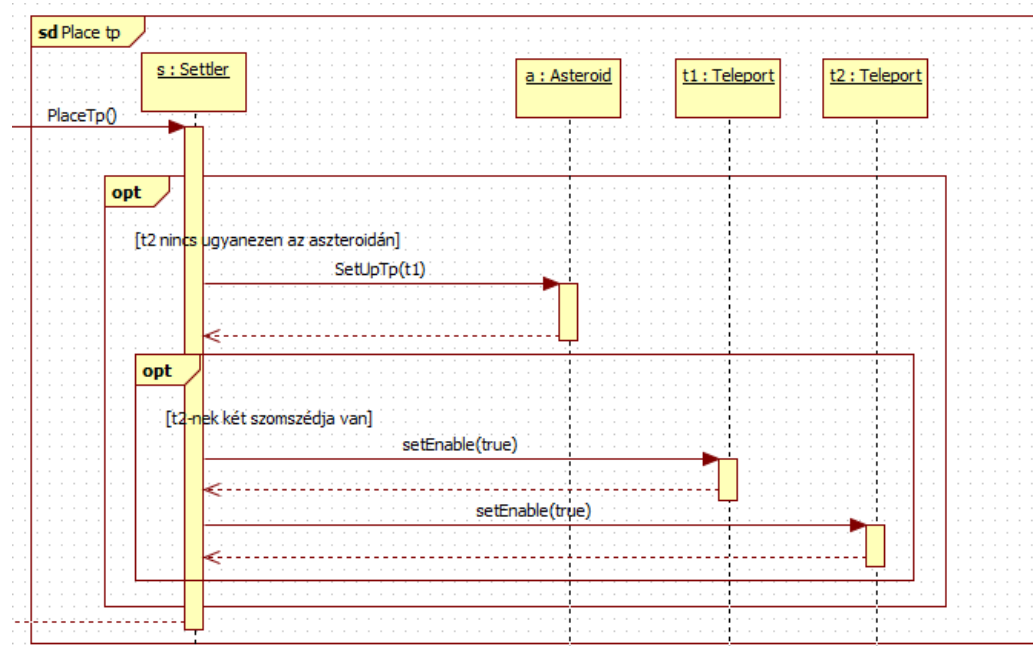 sd Place tp
s : Settler
a : Asteroid
t1 : Teleport
t2 : Teleport
PlaceTp()
opt
[t2 nincs ugyanezen az aszteroidán]
SetUpTp(t1)
opt
[t2-nek két szomszédja van]
setEnable(true)
setEnable(true)